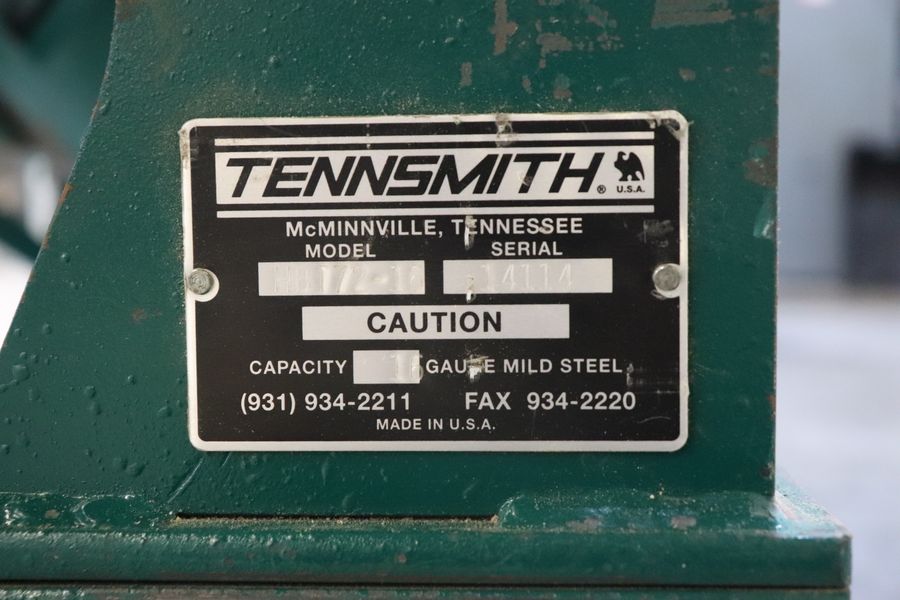 TENNSMITH®
U.S.A.
McMINNVILLE, TENNESSEE
MODEL SERIAL
14114
CAUTION
CAPACITY 16 GAUGE MILD STEEL
(931) 934-2211 FAX 934-2220
MADE IN U.S.A.